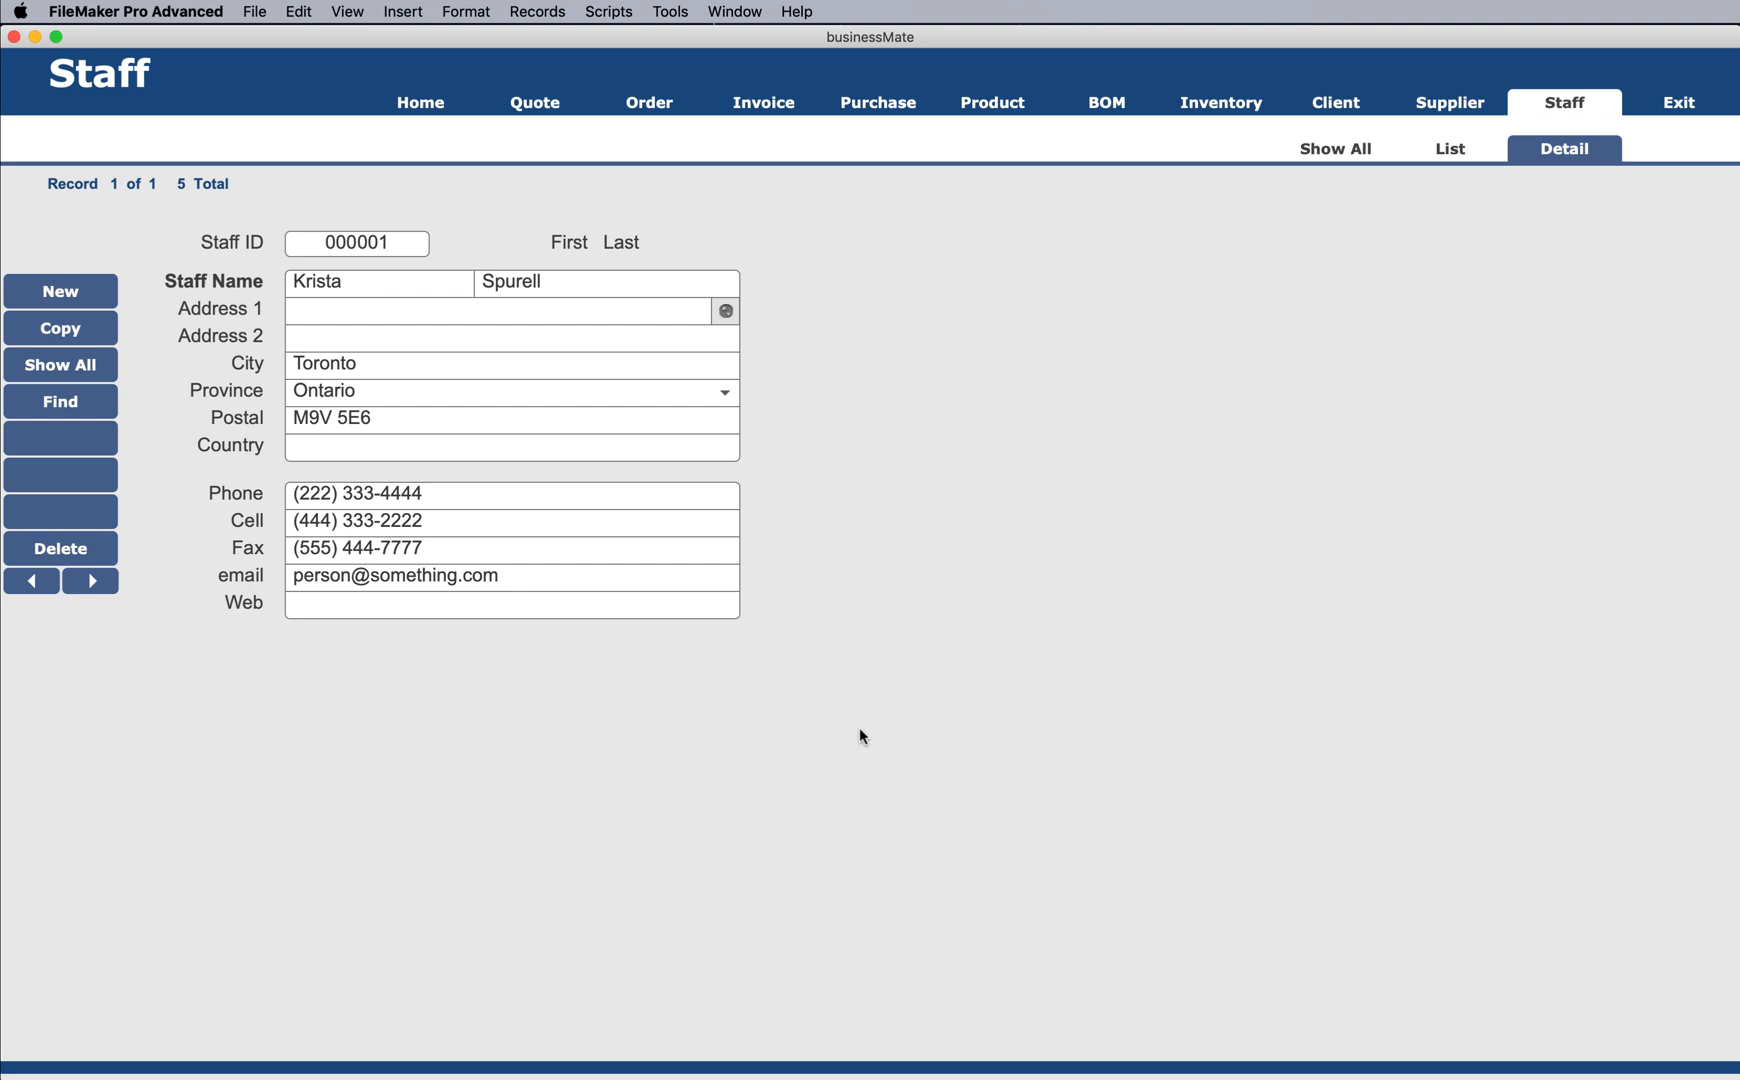 FileMaker Pro Advanced File Edit View Insert Format Records Scripts Tools Window Help
businessMate
Staff
Home Quote Order Invoice Purchase Product BOM Inventory Client Supplier Staff Exit
Show All List Detail
Record 1 of 1 5 Total
Staff ID 000001 First Last
Staff Name Krista Spurell
New
Address 1
Copy
Address 2
Show All
City Toronto
Province Ontario
Find
Postal M9V 5E6
Country
Phone (222) 333-4444
Cell (444) 333-2222
Delete
Fax (555) 444-7777
email person@something.com
Web